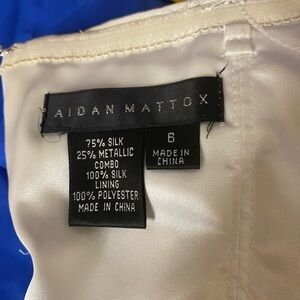 AIDAN MATTOX
75% SILK
25% METALLIC
COMBO
100% SILK
LINING
100% POLYESTER
MADE IN CHINA
6
MADE IN
CHINA